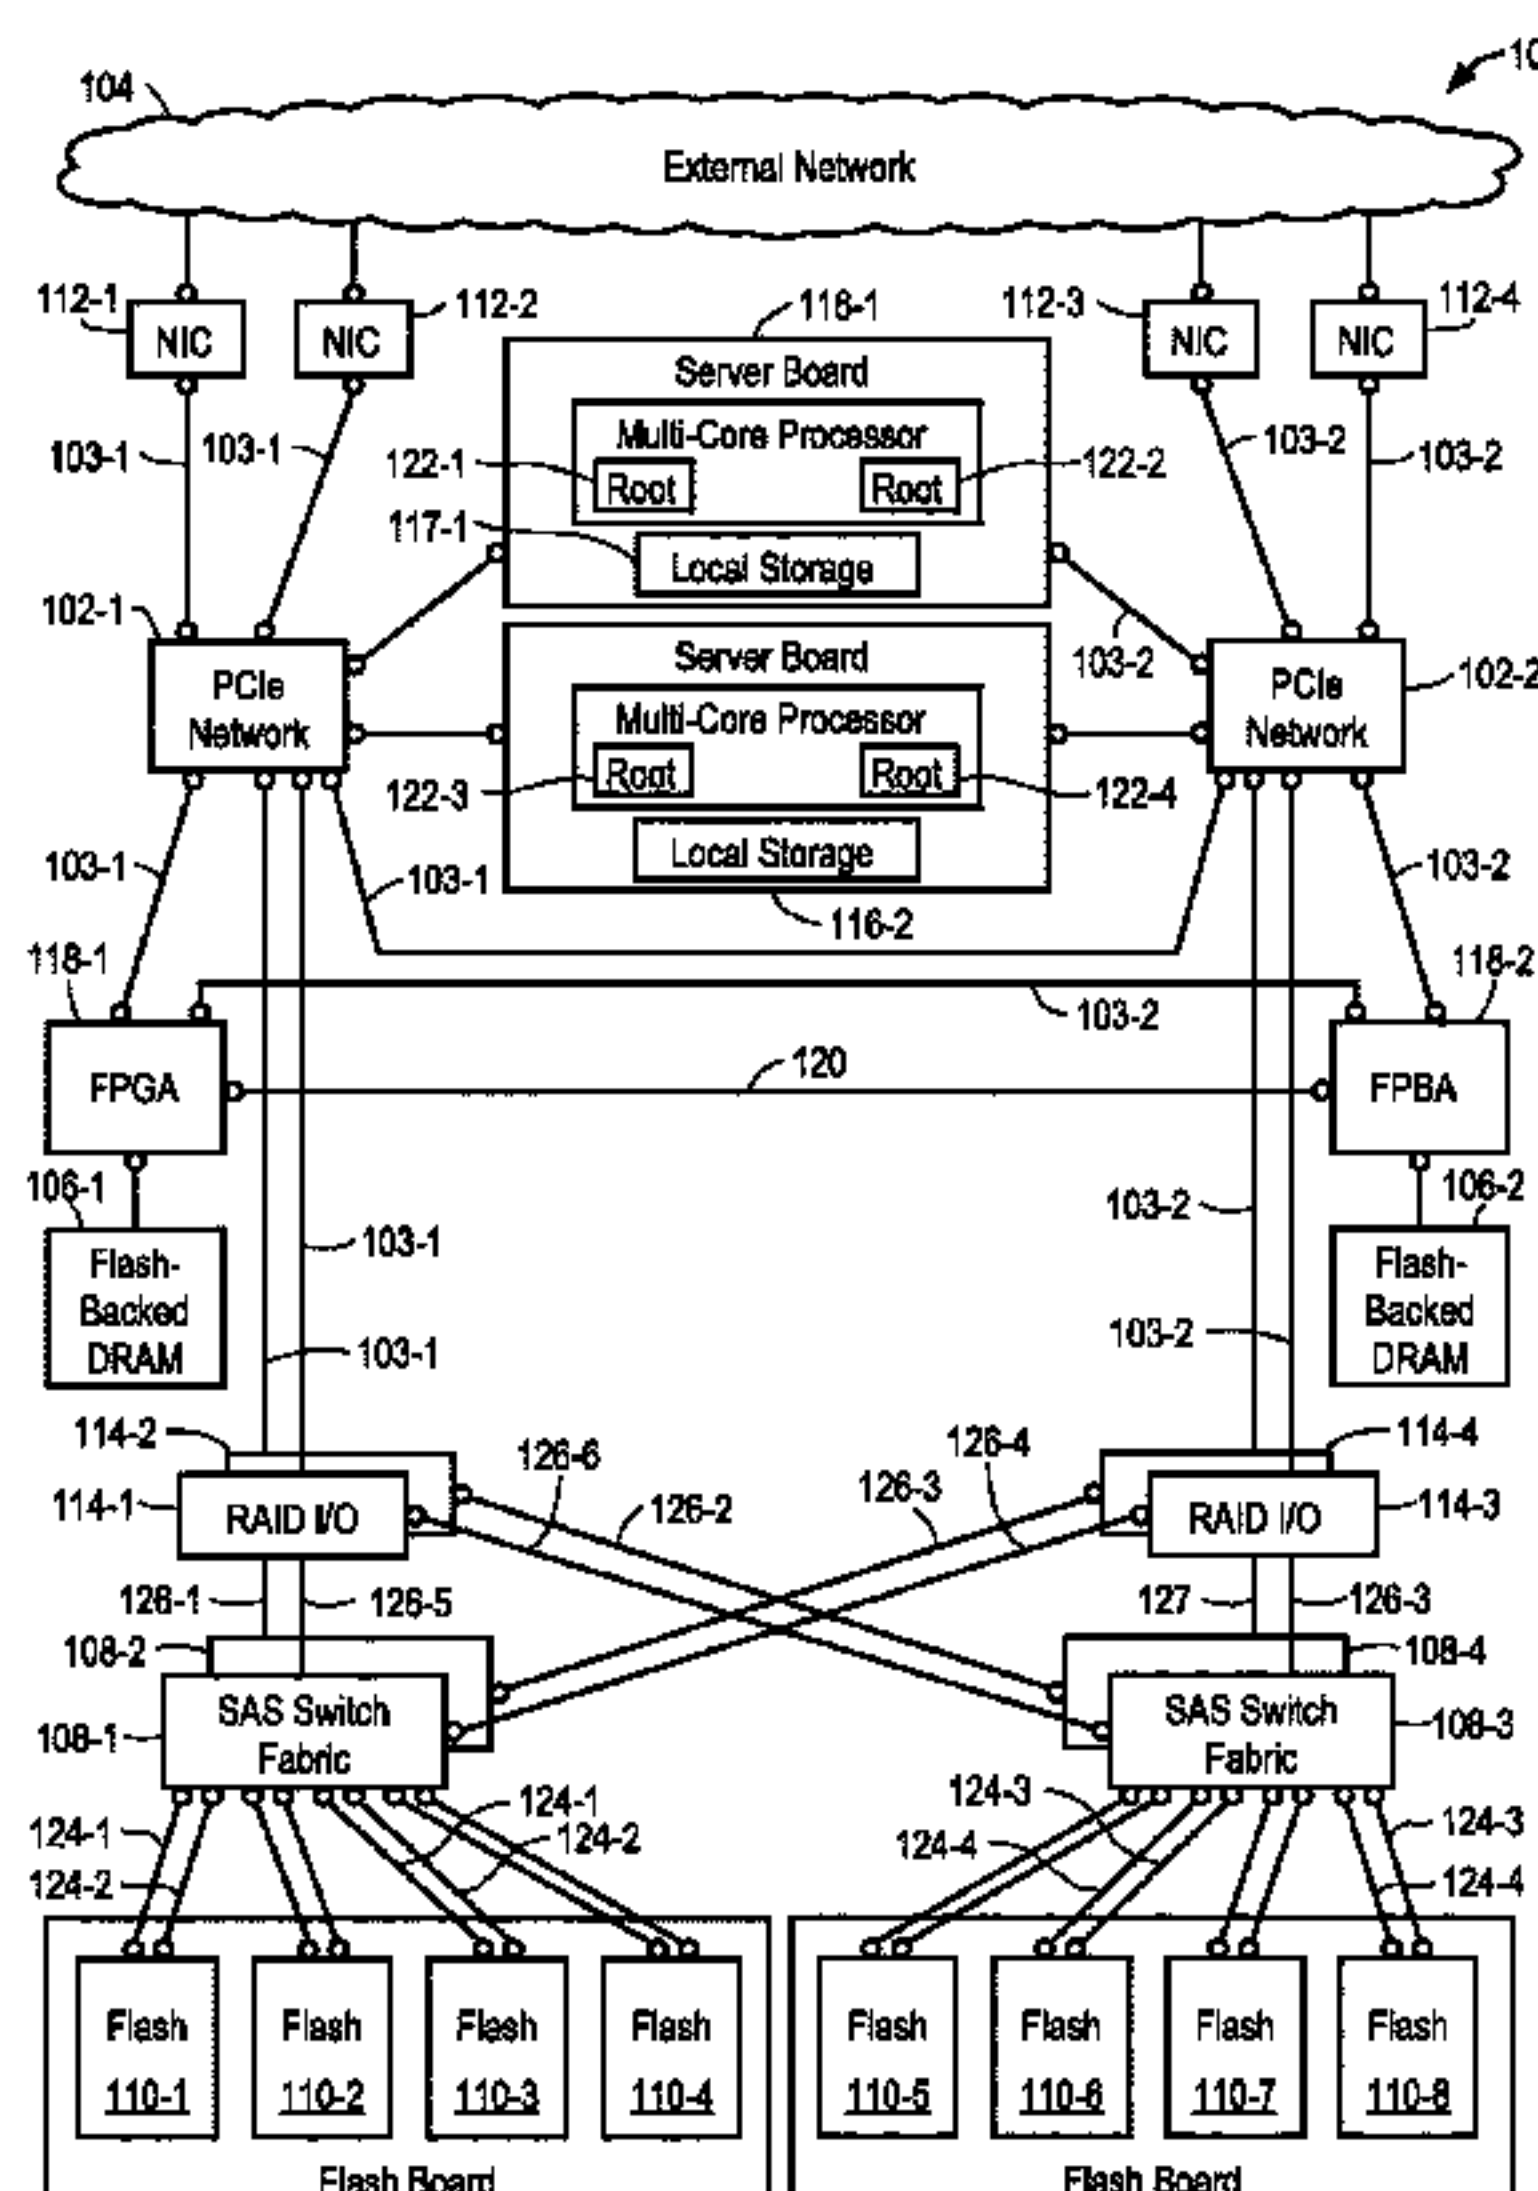 10
104
External Network
112-1
NIC
NIC
112-2
116-1
112-3
NIC
NIC
112-4
Server Board
Multi-Core Processor
103-1
103-1
122-1
Root
Root
122-2
103-2
103-2
117-1
Local Storage
102-1
PCIe
Network
103-2
PCIe
Network
102-2
Server Board
Multi-Core Processor
122-3
Root
Root
122-4
Local Storage
103-1
103-1
103-2
116-2
118-1
118-2
103-2
FPGA
120
FPBA
106-1
106-2
103-2
Flash-
Backed
DRAM
103-1
103-1
103-2
Flash-
Backed
DRAM
114-2
126-6
126-4
114-4
114-1
RAID I/O
126-2
126-3
RAID I/O
114-3
126-1
126-5
127
126-3
108-2
108-4
108-1
SAS Switch
Fabric
SAS Switch
Fabric
108-3
124-1
124-2
124-1
124-2
124-3
124-4
124-3
124-4
Flash
110-1
Flash
110-2
Flash
110-3
Flash
110-4
Flash
110-5
Flash
110-6
Flash
110-7
Flash
110-8
Flash Board
Flash Board